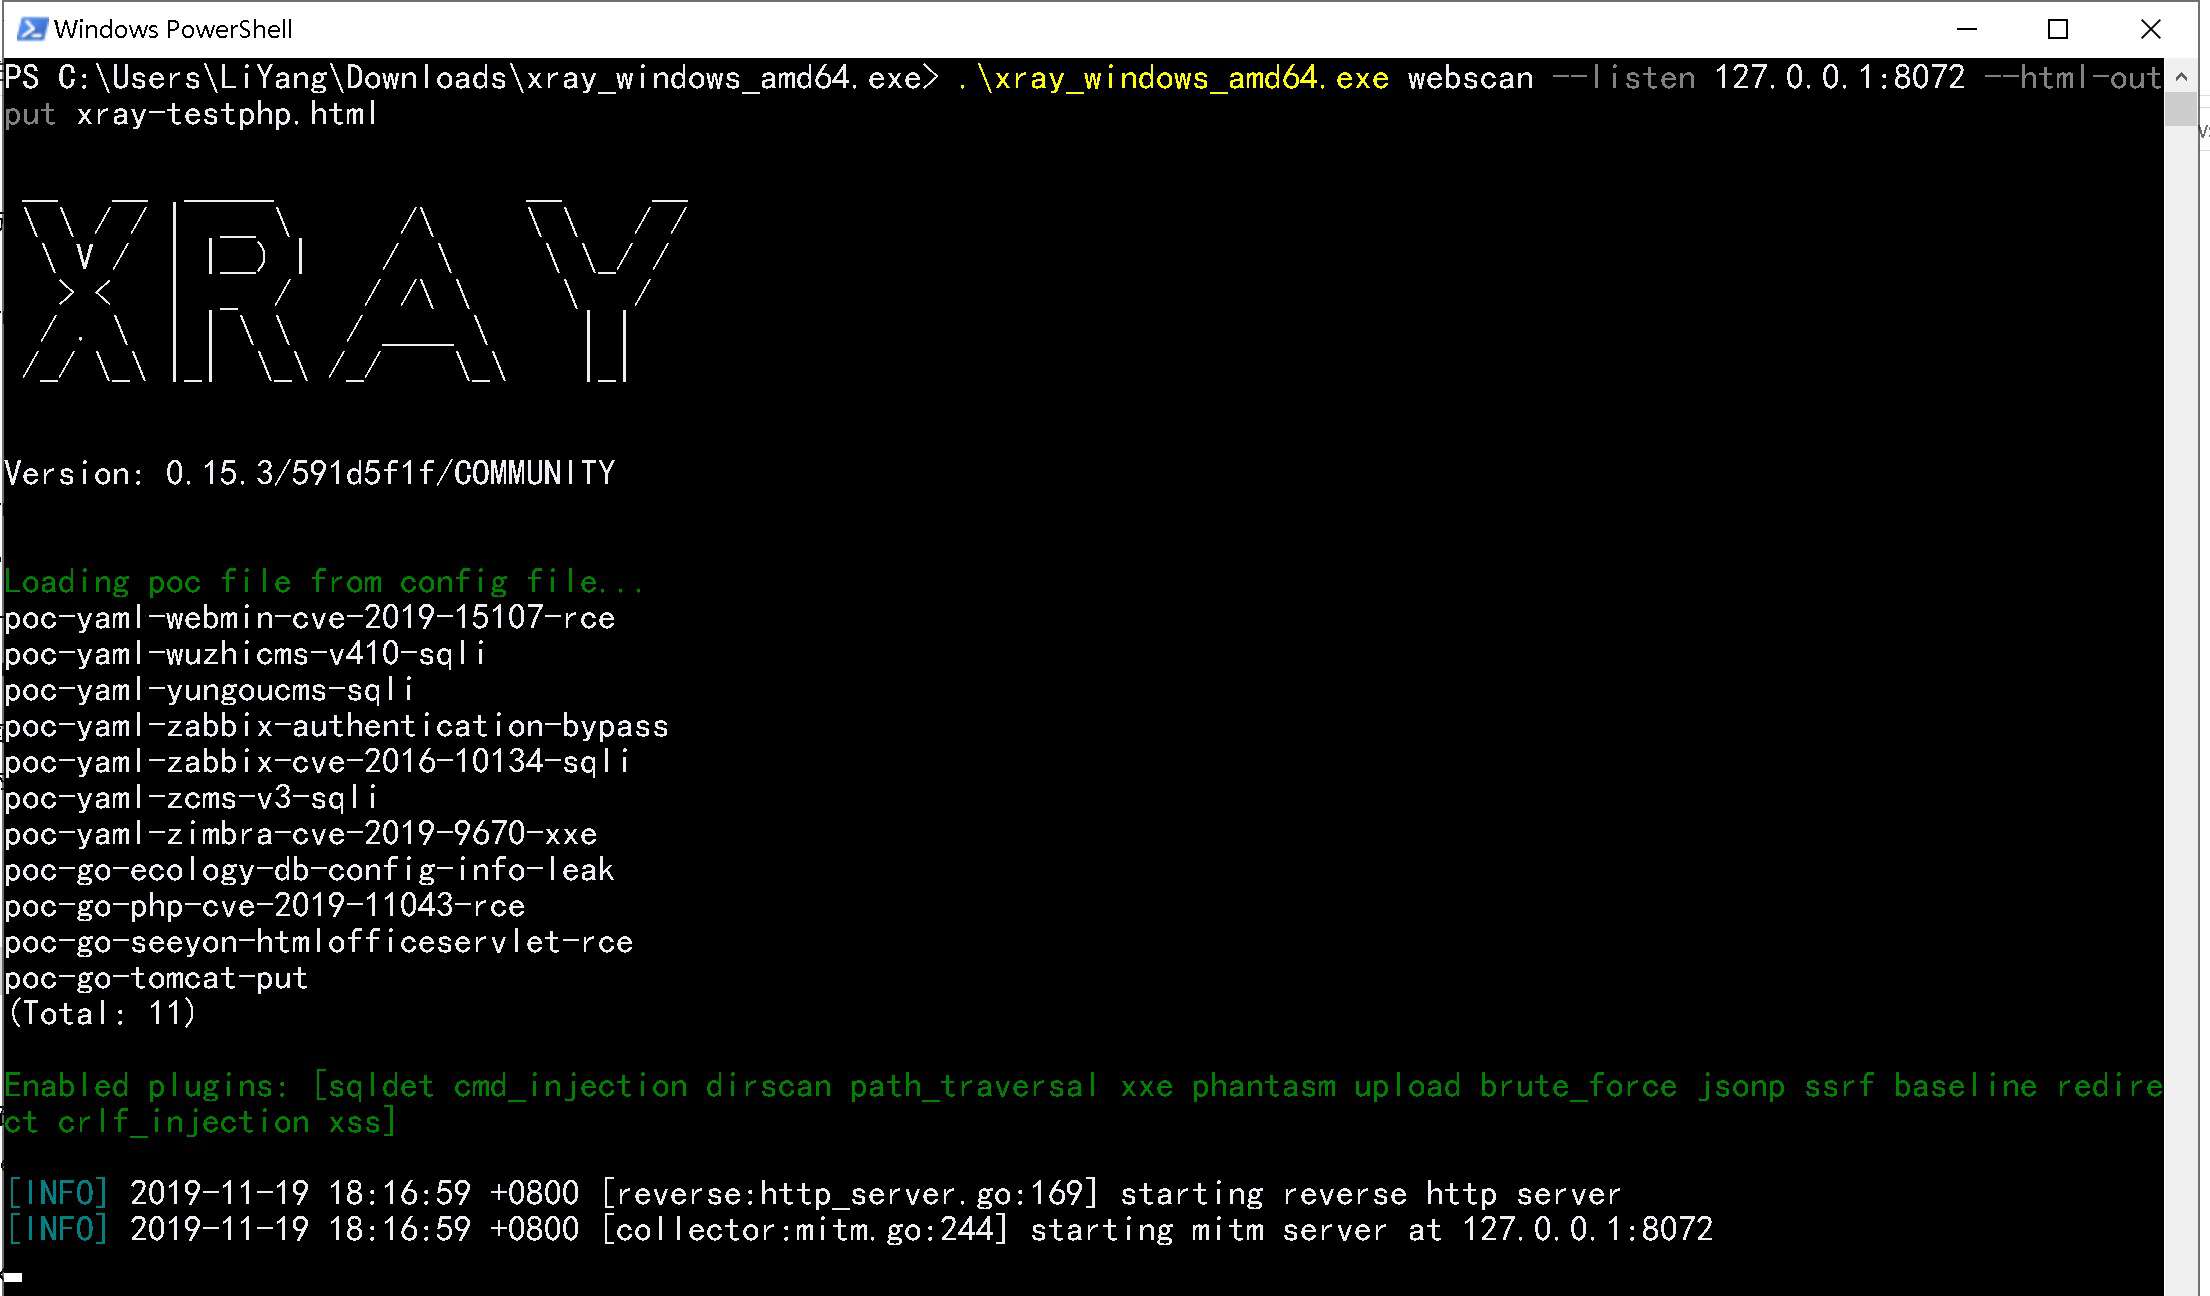 Windows PowerShell
PS C:\Users\LiYang\Downloads\xray_windows_amd64.exe> .\xray_windows_amd64.exe webscan --listen 127.0.0.1:8072 --html-out
put xray-testphp.html
XRAY
Version: 0.15.3/591d5f1f/COMMUNITY
Loading poc file from config file...
poc-yaml-webmin-cve-2019-15107-rce
poc-yaml-wuzhicms-v410-sqli
poc-yaml-yungoucms-sqli
poc-yaml-zabbix-authentication-bypass
poc-yaml-zabbix-cve-2016-10134-sqli
poc-yaml-zcms-v3-sqli
poc-yaml-zimbra-cve-2019-9670-xxe
poc-go-ecology-db-config-info-leak
poc-go-php-cve-2019-11043-rce
poc-go-seeyon-htmlofficeservlet-rce
poc-go-tomcat-put
(Total: 11)
Enabled plugins: [sqldet cmd_injection dirscan path_traversal xxe phantasm upload brute_force jsonp ssrf baseline redire
ct crlf_injection xss]
[INFO] 2019-11-19 18:16:59 +0800 [reverse:http_server.go:169] starting reverse http server
[INFO] 2019-11-19 18:16:59 +0800 [collector:mitm.go:244] starting mitm server at 127.0.0.1:8072